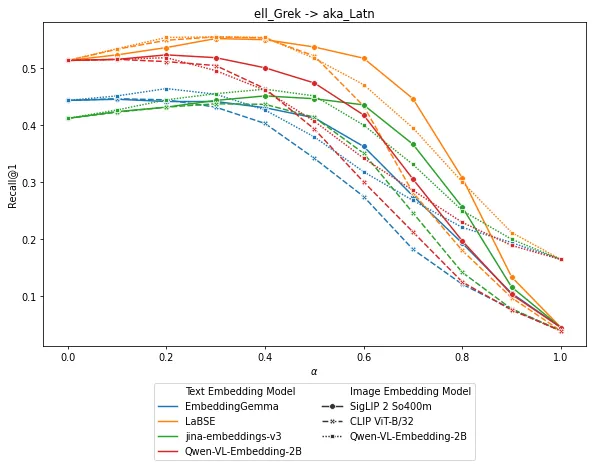 ell_Grek -> aka_Latn
Recall@1
0.5
0.4
0.3
0.2
0.1
0.0
0.2
0.4
0.6
0.8
1.0
α
Text Embedding Model
EmbeddingGemma
LaBSE
jina-embeddings-v3
Qwen-VL-Embedding-2B
Image Embedding Model
SigLIP 2 So400m
CLIP ViT-B/32
Qwen-VL-Embedding-2B